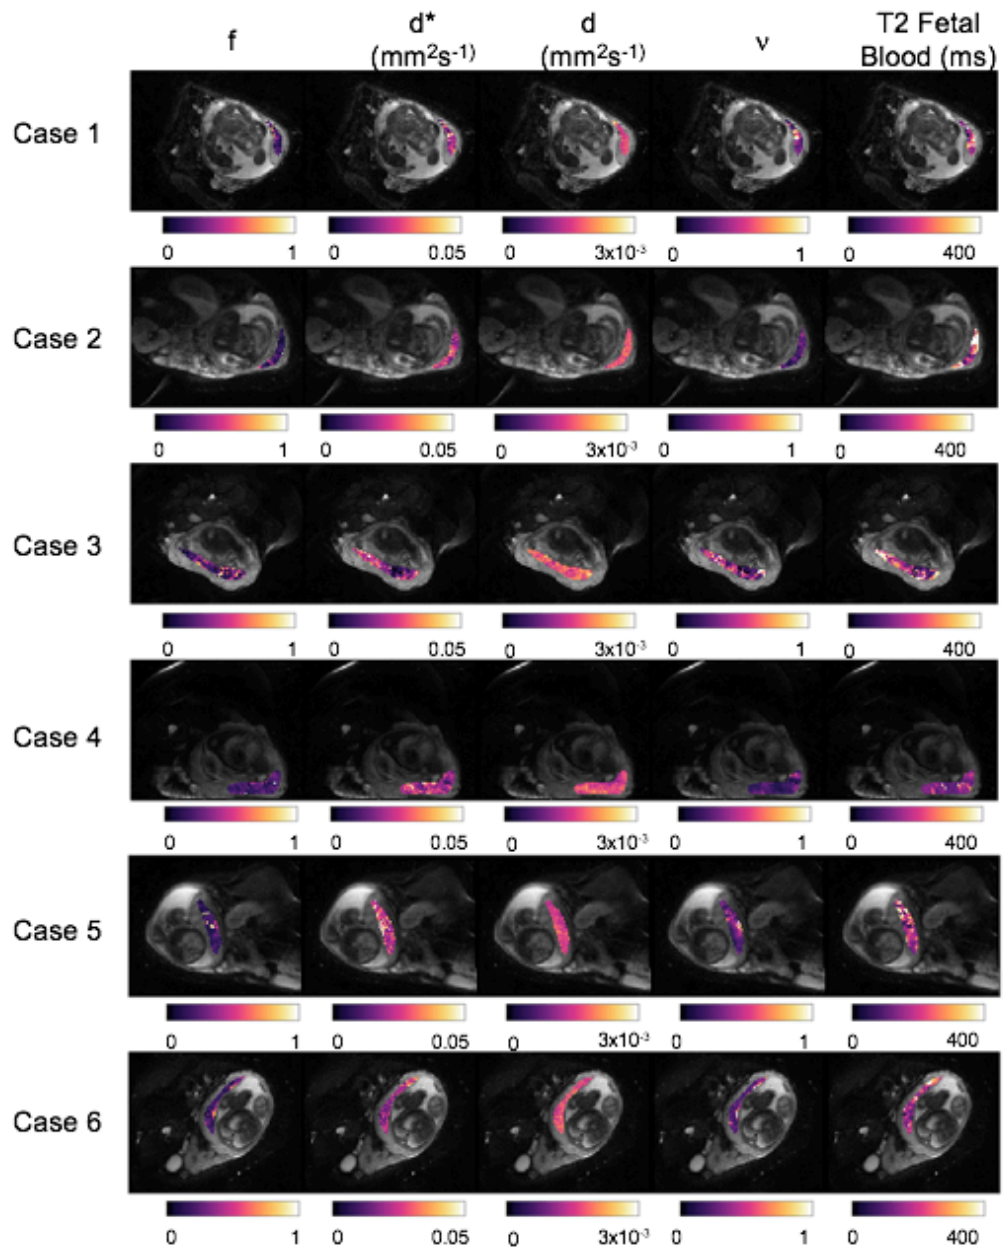 f d* d ν T2 Fetal
(mm2s-1) (mm2s-1) Blood (ms)
Case 1
0 1 0 0.05 0 3x10-3 0 1 0 400
Case 2
0 1 0 0.05 0 3x10-3 0 1 0 400
Case 3
0 1 0 0.05 0 3x10-3 0 1 0 400
Case 4
0 1 0 0.05 0 3x10-3 0 1 0 400
Case 5
0 1 0 0.05 0 3x10-3 0 1 0 400
Case 6
0 1 0 0.05 0 3x10-3 0 1 0 400